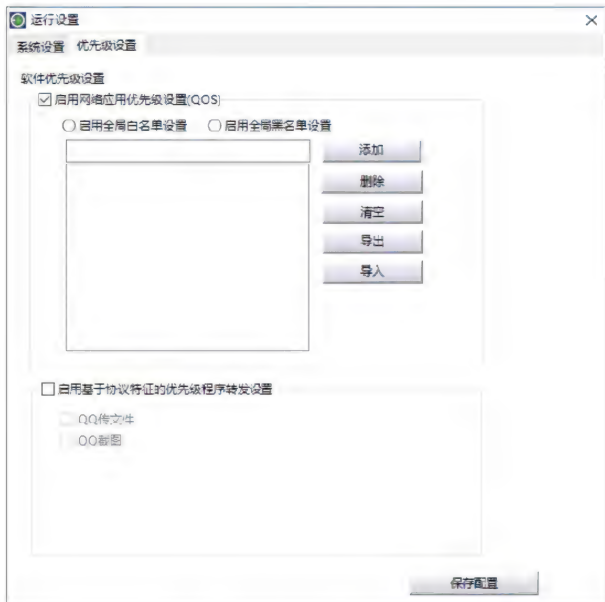 运行设置
系统设置 优先级设置
软件优先级设置
启用网络应用优先级设置(QOS)
启用全局白名单设置 启用全局黑名单设置
添加
删除
清空
导出
导入
启用基于协议特征的优先级程序转发设置
QQ传文件
QQ截图
保存配置